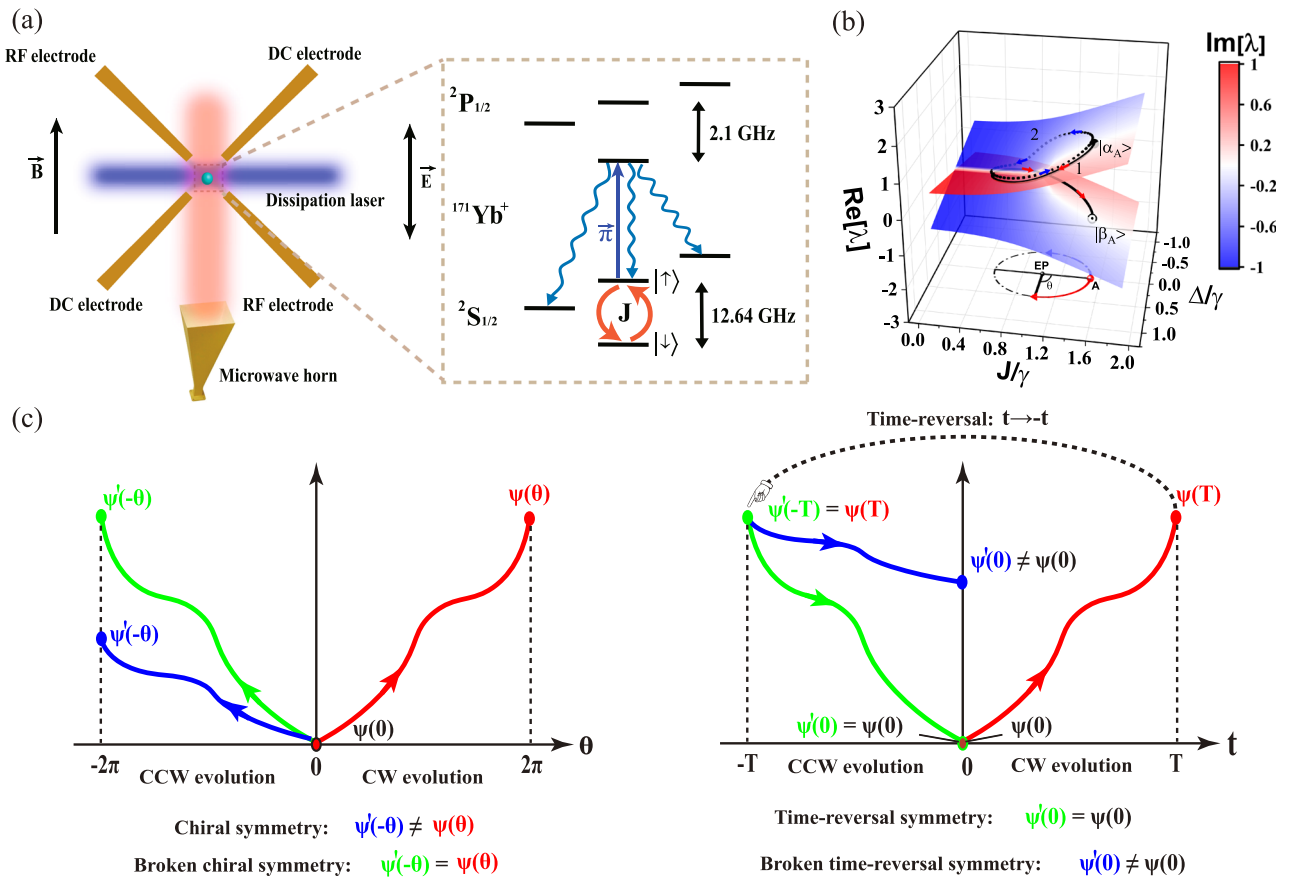 (a)
RF electrode
DC electrode
B
E
Dissipation laser
DC electrode
RF electrode
Microwave horn
²P₁/₂
2.1 GHz
¹⁷¹Yb⁺
π
|↑⟩
²S₁/₂
J
12.64 GHz
|↓⟩
(b)
Im[λ]
1
0.6
0.2
-0.2
-0.6
-1
Re[λ]
3
2
1
0
-1
-2
-3
2
1
|α_A>
|β_A>
EP
θ
A
0.0
0.4
0.8
1.2
1.6
2.0
J/γ
-1.0
-0.5
0.0
0.5
1.0
Δ/γ
(c)
ψ'(-θ)
ψ(θ)
ψ'(-θ)
ψ(0)
-2π
0
2π
θ
CCW evolution
CW evolution
Chiral symmetry: ψ'(-θ) ≠ ψ(θ)
Broken chiral symmetry: ψ'(-θ) = ψ(θ)
Time-reversal: t→-t
ψ'(-T) = ψ(T)
ψ(T)
ψ'(0) ≠ ψ(0)
ψ'(0) = ψ(0)
ψ(0)
-T
0
T
t
CCW evolution
CW evolution
Time-reversal symmetry: ψ'(0) = ψ(0)
Broken time-reversal symmetry: ψ'(0) ≠ ψ(0)